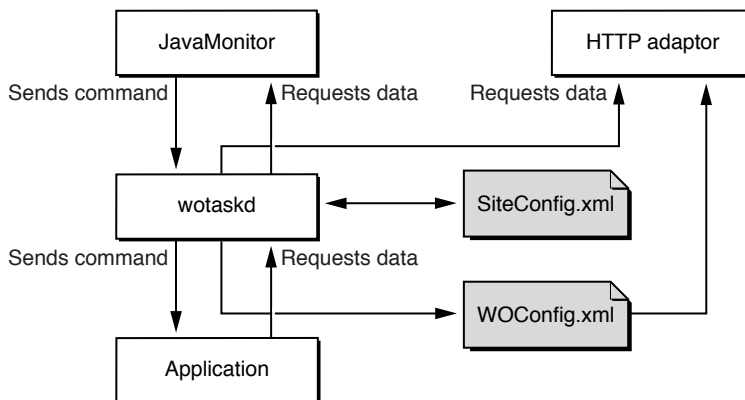 JavaMonitor
HTTP adaptor
Sends command
Requests data
Requests data
wotaskd
SiteConfig.xml
Sends command
Requests data
WOConfig.xml
Application